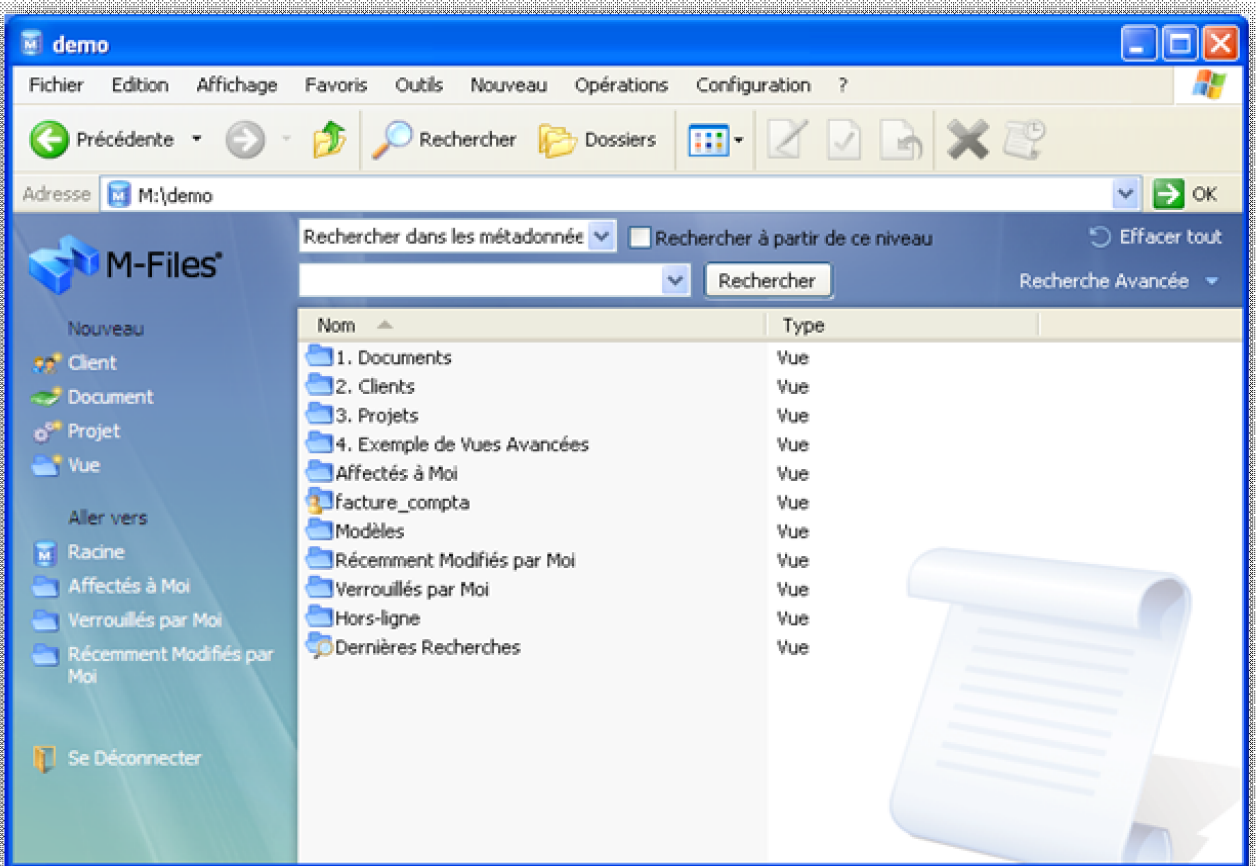 demo
Fichier Edition Affichage Favoris Outils Nouveau Opérations Configuration ?
Précédente Rechercher Dossiers
Adresse M:\demo OK
M-Files®
Rechercher dans les métadonnée Rechercher à partir de ce niveau Effacer tout
Rechercher Recherche Avancée
Nouveau
Client
Document
Projet
Vue
Aller vers
Racine
Affectés à Moi
Verrouillés par Moi
Récemment Modifiés par
Moi
Se Déconnecter
Nom Type
1. Documents Vue
2. Clients Vue
3. Projets Vue
4. Exemple de Vues Avancées Vue
Affectés à Moi Vue
facture_compta Vue
Modèles Vue
Récemment Modifiés par Moi Vue
Verrouillés par Moi Vue
Hors-ligne Vue
Dernières Recherches Vue